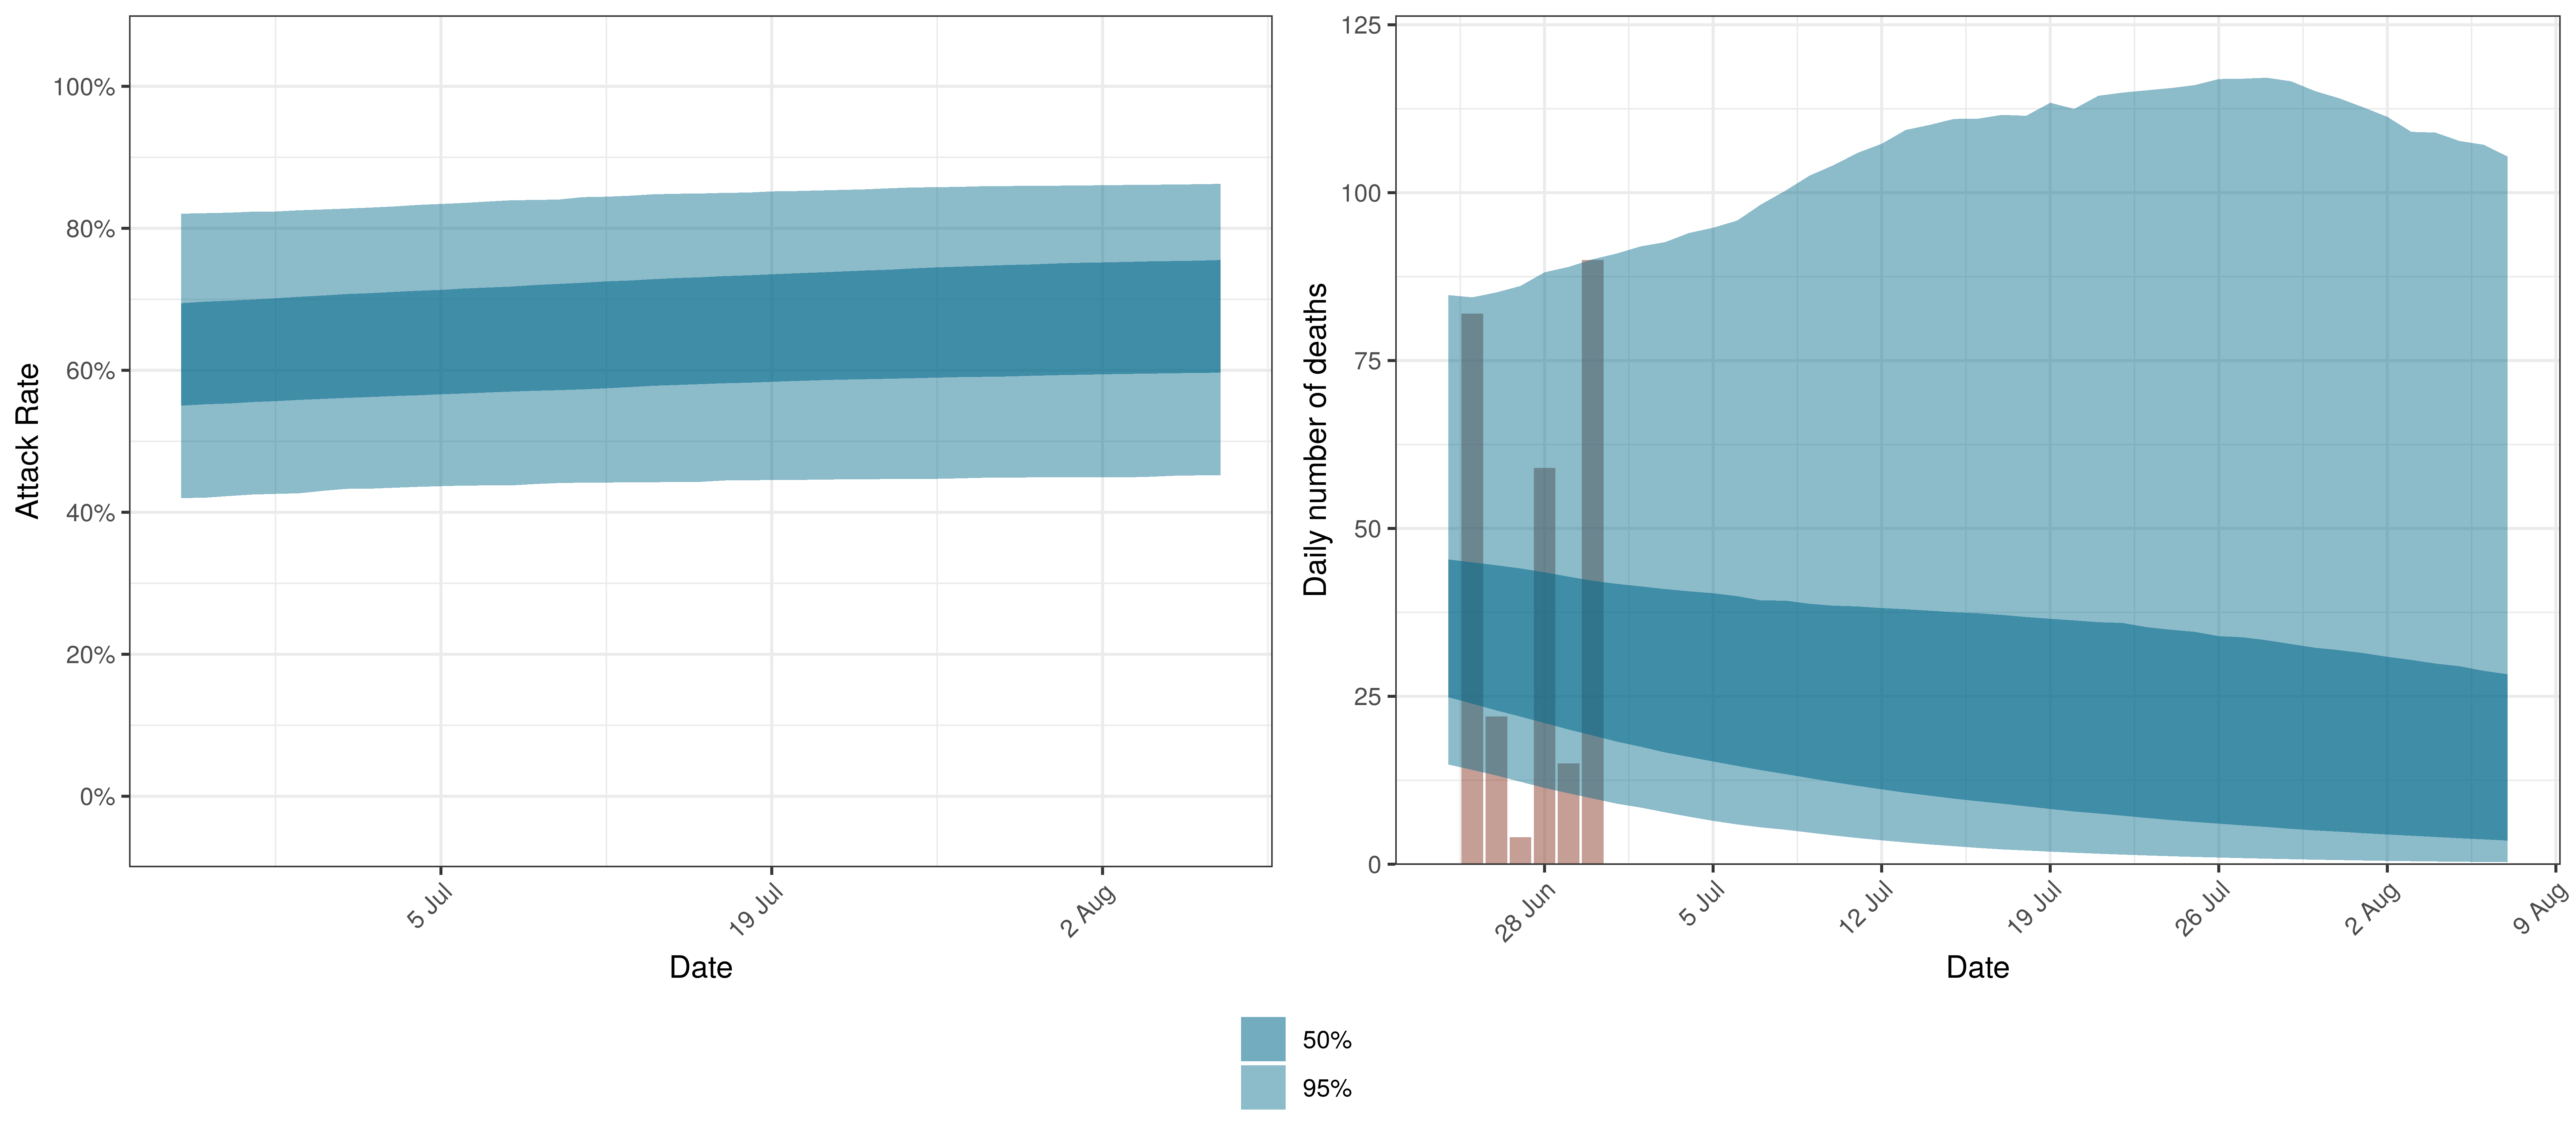 100%
80%
60%
40%
20%
0%
Attack Rate
5 Jul
19 Jul
2 Aug
Date
125
100
75
50
25
0
Daily number of deaths
28 Jun
5 Jul
12 Jul
19 Jul
26 Jul
2 Aug
9 Aug
Date
50%
95%